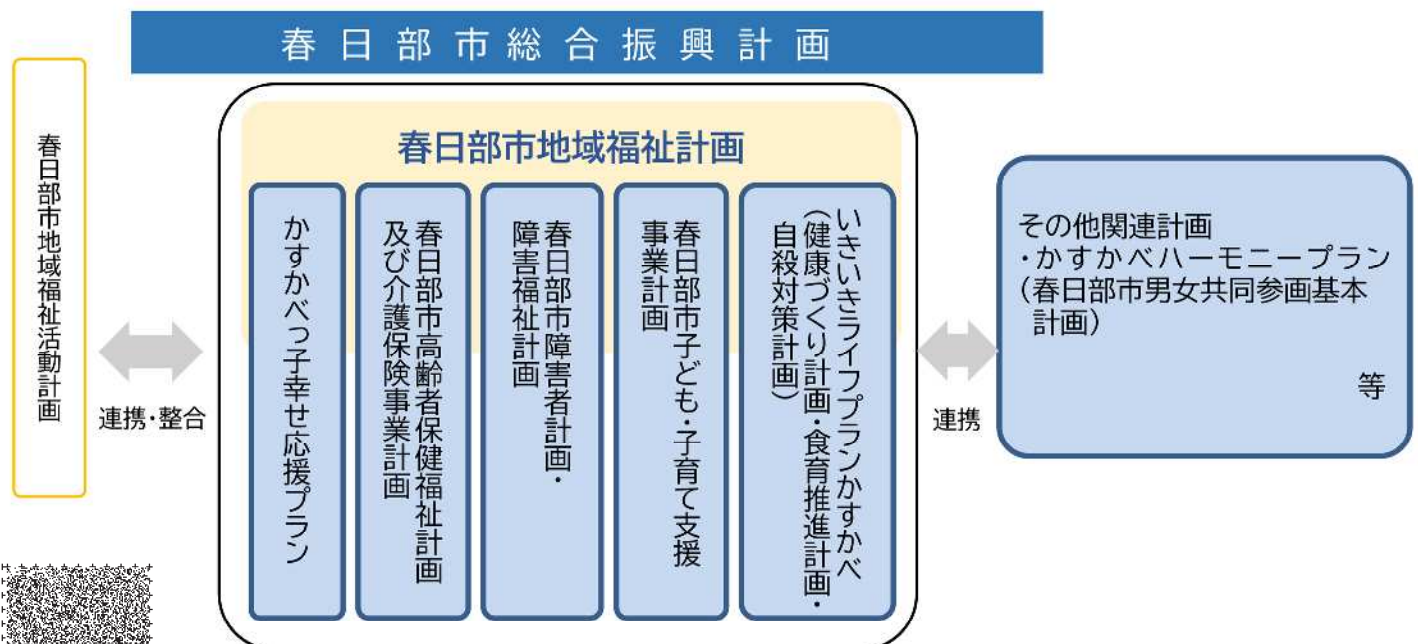 春日部市総合振興計画
春日部市地域福祉活動計画
連携・整合
春日部市地域福祉計画
かすかべっ子幸せ応援プラン
春日部市高齢者保健福祉計画
及び介護保険事業計画
春日部市障害者計画・
障害福祉計画
春日部市子ども・子育て支援
事業計画
いきいきライフプランかすかべ
（健康づくり計画・食育推進計画・
自殺対策計画）
連携
その他関連計画
・かすかべハーモニープラン
（春日部市男女共同参画基本
計画）
等